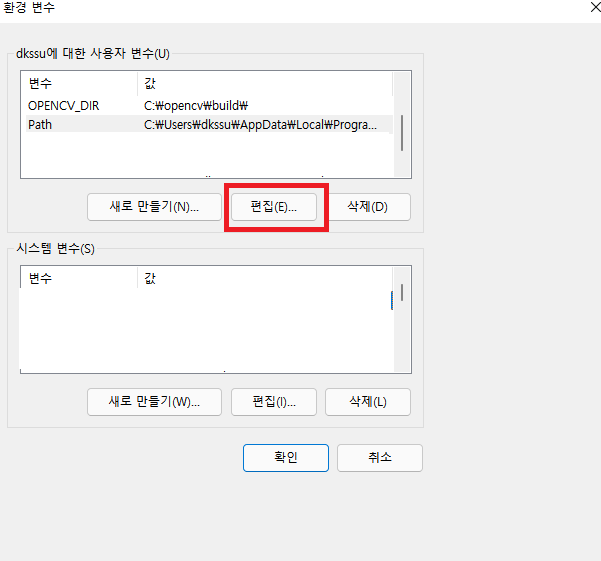 환경 변수
dkssu에 대한 사용자 변수(U)
변수 값
OPENCV_DIR C:₩opencv₩build₩
Path C:₩Users₩dkssu₩AppData₩Local₩Progra...
새로 만들기(N)... 편집(E)... 삭제(D)
시스템 변수(S)
변수 값
새로 만들기(W)... 편집(I)... 삭제(L)
확인 취소